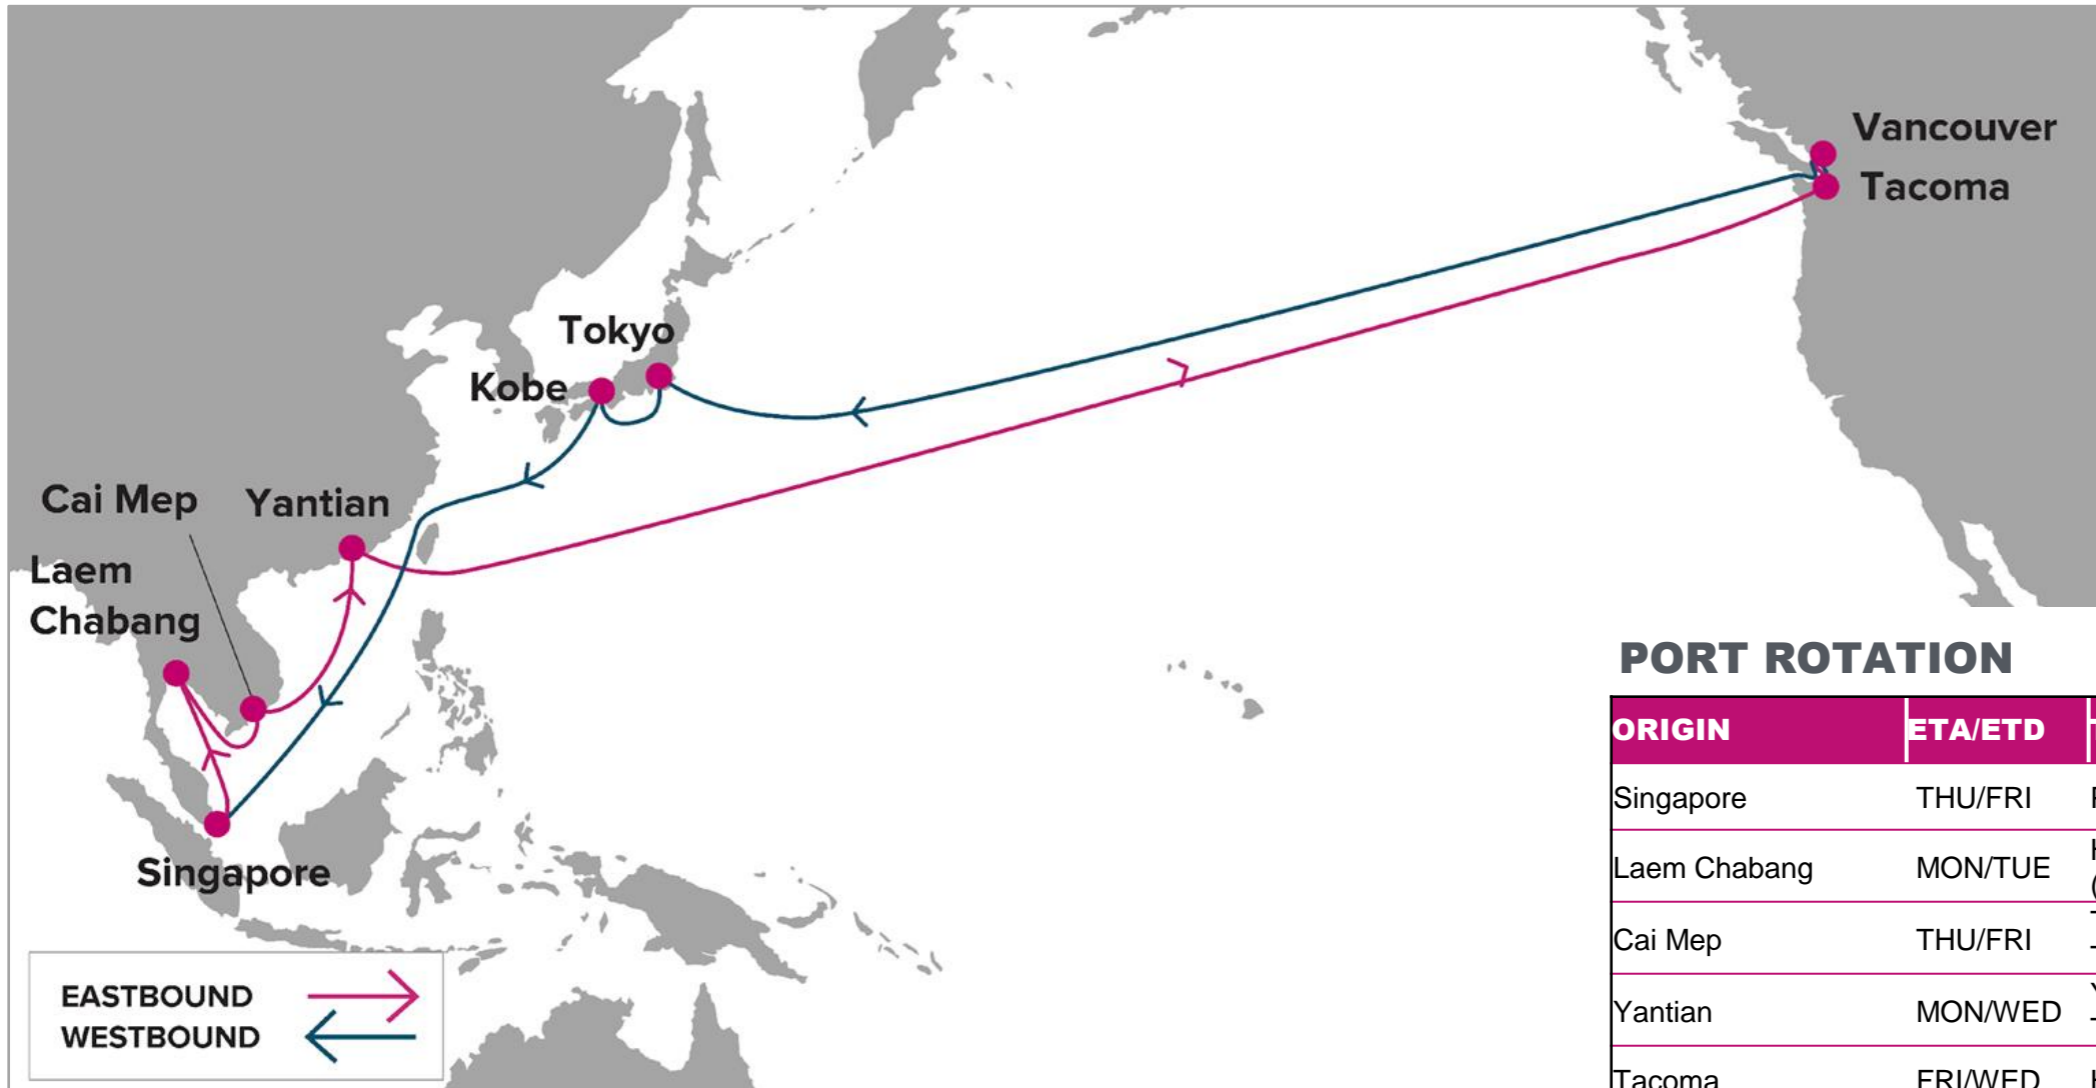 Vancouver
Tacoma
Tokyo
Kobe
Cai Mep
Yantian
Laem
Chabang
Singapore
EASTBOUND
WESTBOUND
PORT ROTATION
ORIGIN ETA/ETD
Singapore THU/FRI
Laem Chabang MON/TUE
Cai Mep THU/FRI
Yantian MON/WED
Tacoma FRI/WED